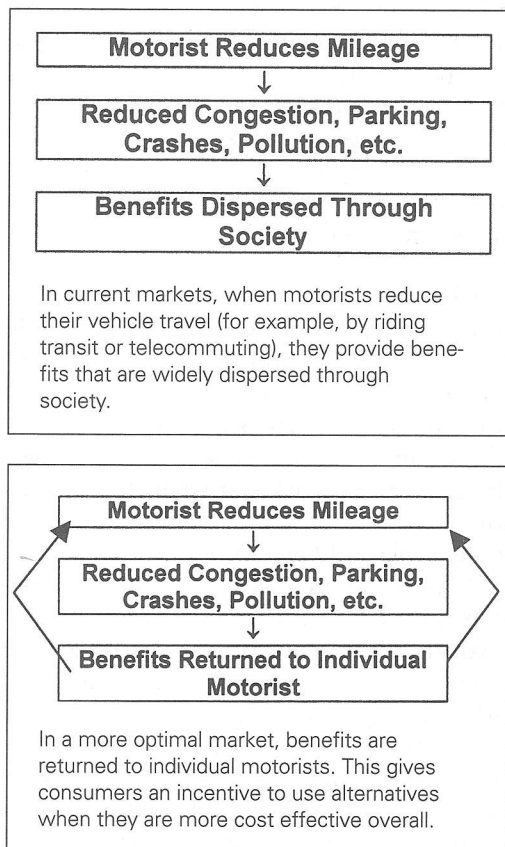 Motorist Reduces Mileage
Reduced Congestion, Parking,
Crashes, Pollution, etc.
Benefits Dispersed Through
Society
In current markets, when motorists reduce
their vehicle travel (for example, by riding
transit or telecommuting), they provide bene-
fits that are widely dispersed through
society.
Motorist Reduces Mileage
Reduced Congestion, Parking,
Crashes, Pollution, etc.
Benefits Returned to Individual
Motorist
In a more optimal market, benefits are
returned to individual motorists. This gives
consumers an incentive to use alternatives
when they are more cost effective overall.